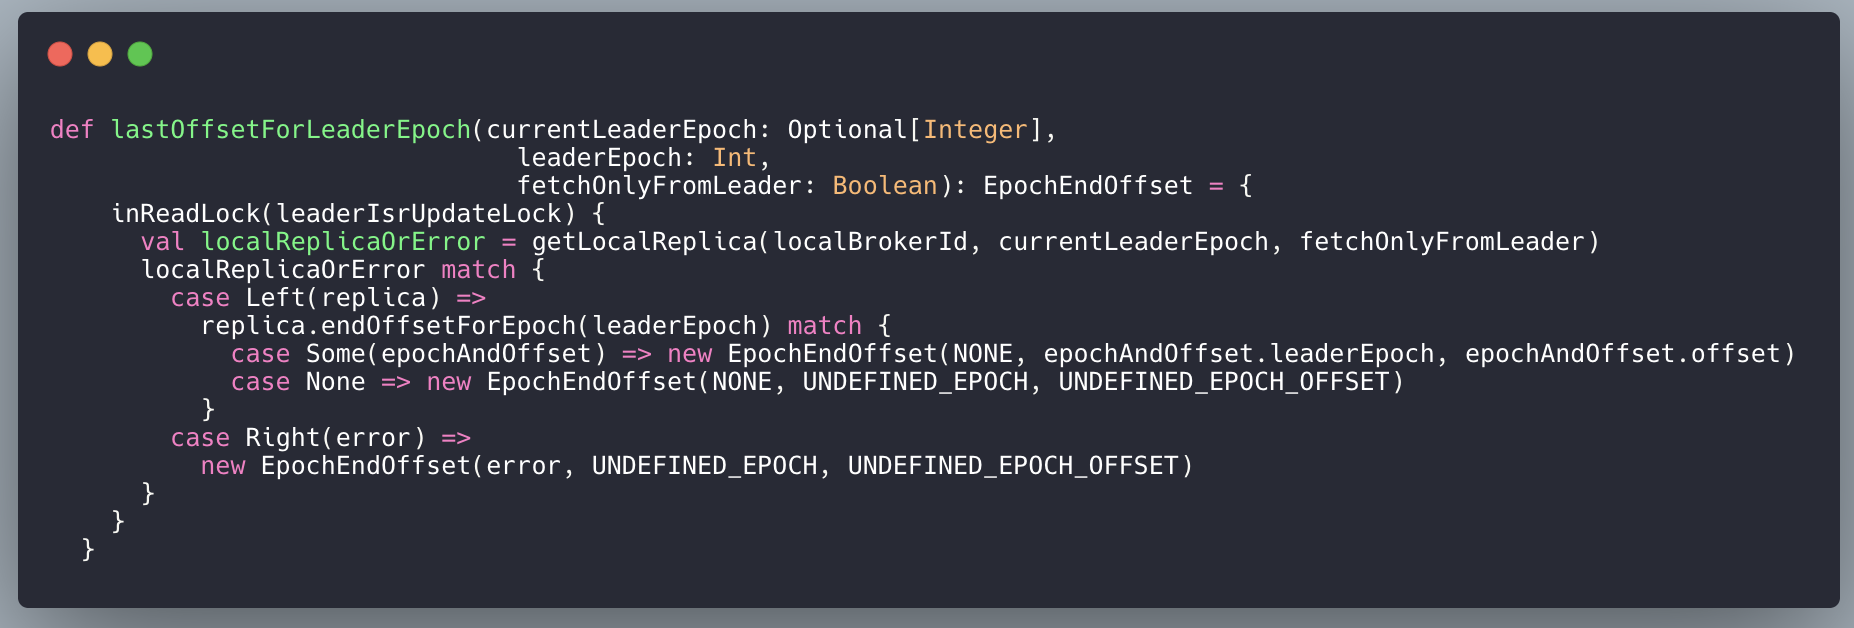 def lastOffsetForLeaderEpoch(currentLeaderEpoch: Optional[Integer],
                               leaderEpoch: Int,
                               fetchOnlyFromLeader: Boolean): EpochEndOffset = {
    inReadLock(leaderIsrUpdateLock) {
      val localReplicaOrError = getLocalReplica(localBrokerId, currentLeaderEpoch, fetchOnlyFromLeader)
      localReplicaOrError match {
        case Left(replica) =>
          replica.endOffsetForEpoch(leaderEpoch) match {
            case Some(epochAndOffset) => new EpochEndOffset(NONE, epochAndOffset.leaderEpoch, epochAndOffset.offset)
            case None => new EpochEndOffset(NONE, UNDEFINED_EPOCH, UNDEFINED_EPOCH_OFFSET)
          }
        case Right(error) =>
          new EpochEndOffset(error, UNDEFINED_EPOCH, UNDEFINED_EPOCH_OFFSET)
      }
    }
  }